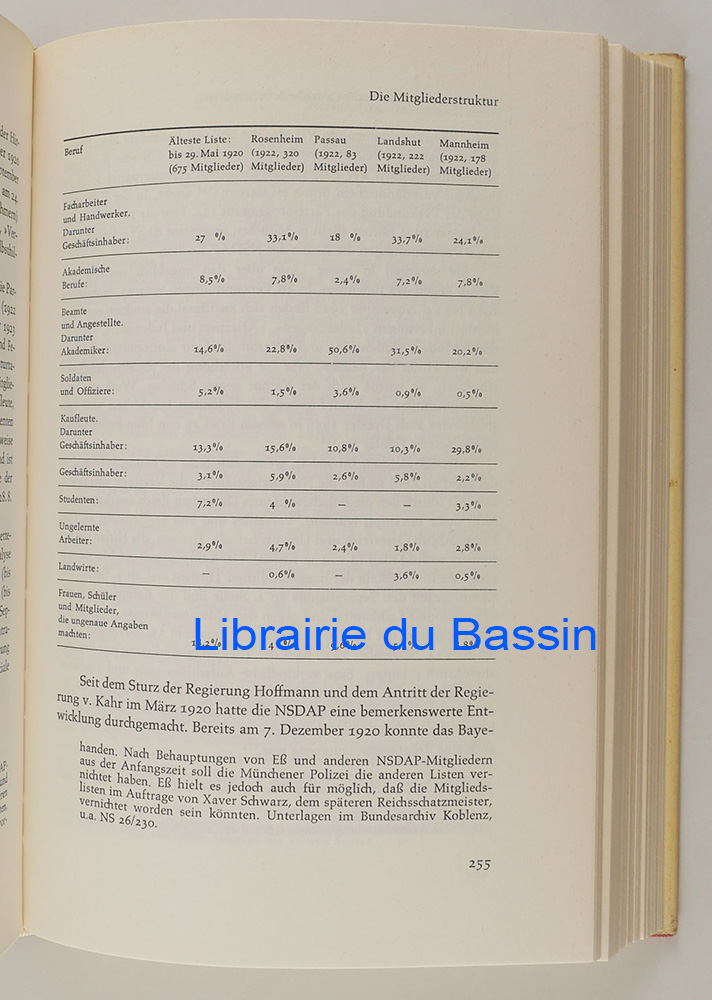 Die Mitgliederstruktur
Beruf Älteste Liste: bis 29. Mai 1920 (675 Mitglieder) Rosenheim (1922, 320 Mitglieder) Passau (1922, 83 Mitglieder) Landshut (1922, 222 Mitglieder) Mannheim (1922, 178 Mitglieder)
Facharbeiter
und Handwerker.
Darunter
Geschäftsinhaber: 27 % 33,1% 18 % 33,7% 24,1%
Akademische
Berufe: 8,5% 7,8% 2,4% 7,2% 7,8%
Beamte
und Angestellte.
Darunter
Akademiker: 14,6% 22,8% 50,6% 31,5% 20,2%
Soldaten
und Offiziere: 5,2% 1,5% 3,6% 0,9% 0,5%
Kaufleute.
Darunter
Geschäftsinhaber: 13,3% 15,6% 10,8% 10,3% 29,8%
Geschäftsinhaber: 3,1% 5,9% 2,6% 5,8% 2,2%
Studenten: 7,2% 4 % – – 3,3%
Ungelernte
Arbeiter: 2,9% 4,7% 2,4% 1,8% 2,8%
Landwirte: – 0,6% – 3,6% 0,5%
Frauen, Schüler
und Mitglieder,
die ungenaue Angaben
machten:
Librairie du Bassin
Seit dem Sturz der Regierung Hoffmann und dem Antritt der Regie-
rung v. Kahr im März 1920 hatte die NSDAP eine bemerkenswerte Ent-
wicklung durchgemacht. Bereits am 7. Dezember 1920 konnte das Baye-
handen. Nach Behauptungen von Eß und anderen NSDAP-Mitgliedern
aus der Anfangszeit soll die Münchener Polizei die anderen Listen ver-
nichtet haben. Eß hielt es jedoch auch für möglich, daß die Mitglieds-
listen im Auftrage von Xaver Schwarz, dem späteren Reichsschatzmeister,
vernichtet worden sein könnten. Unterlagen im Bundesarchiv Koblenz,
u.a. NS 26/230.
255